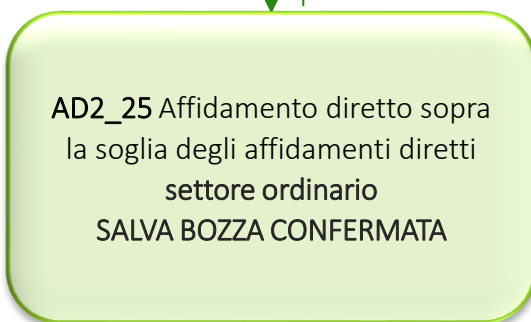 AD2_25 Affidamento diretto sopra
la soglia degli affidamenti diretti
settore ordinario
SALVA BOZZA CONFERMATA